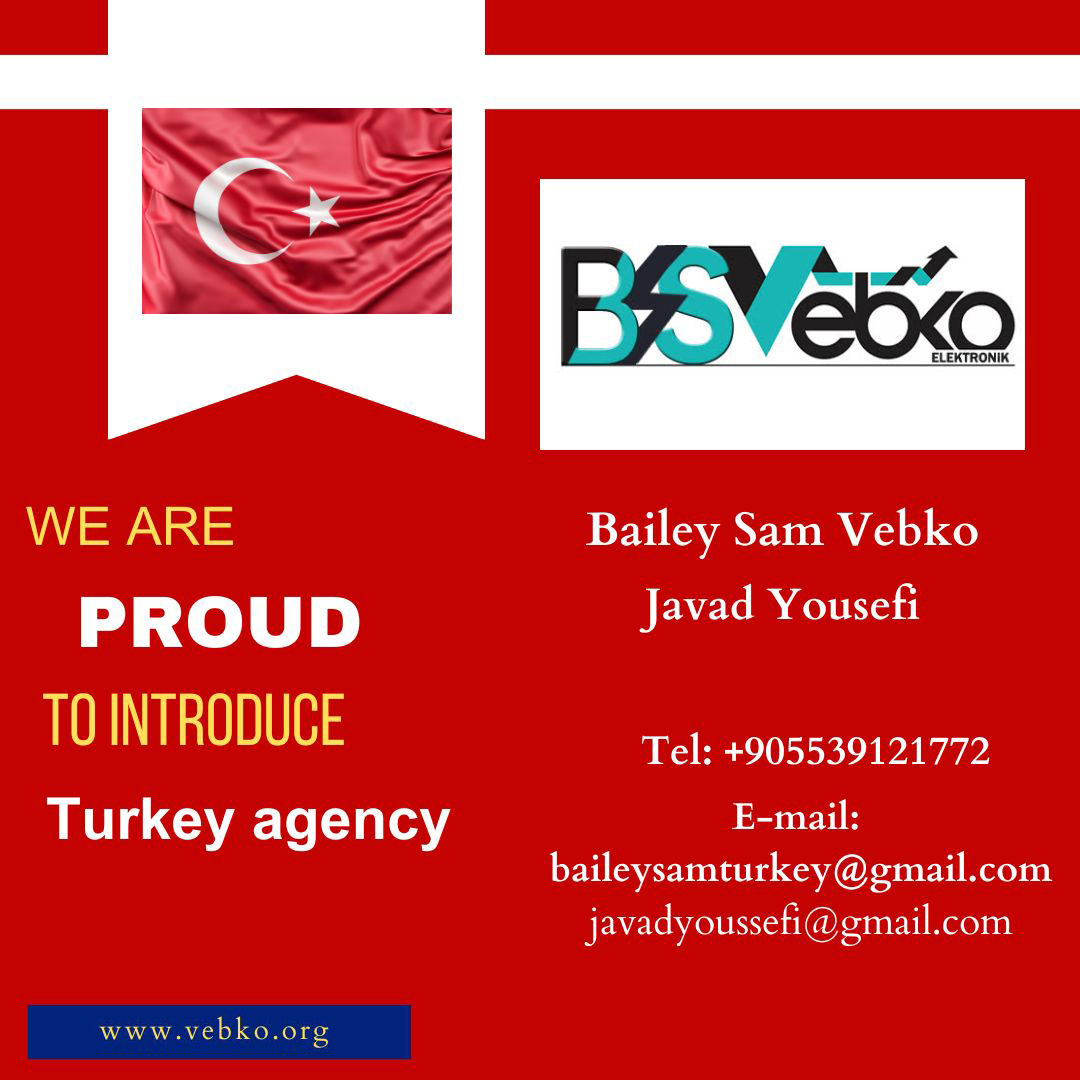 BSVebko
ELEKTRONIK
WE ARE
PROUD
TO INTRODUCE
Turkey agency
Bailey Sam Vebko
Javad Yousefi
Tel: +905539121772
E-mail:
baileysamturkey@gmail.com
javadyoussefi@gmail.com
www.vebko.org